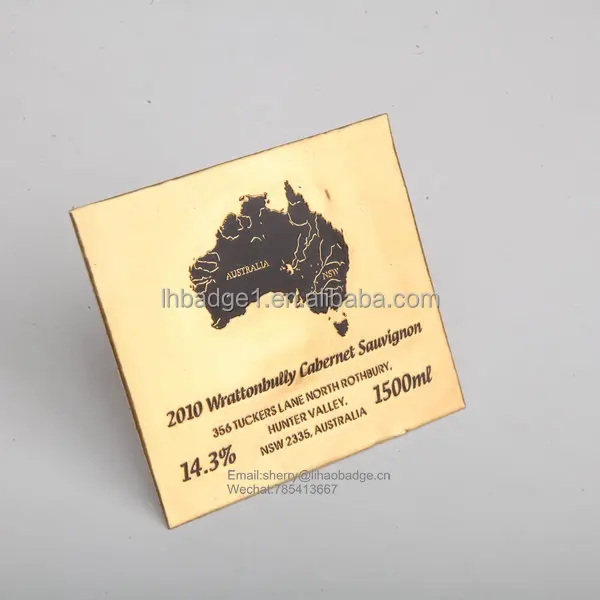 AUSTRALIA
NSW
lhbadge1.en.alibaba.com
2010 Wrattonbully Cabernet Sauvignon
356 TUCKERS LANE NORTH ROTHBURY,
HUNTER VALLEY,
NSW 2335, AUSTRALIA
14.3%
1500ml
Email:sherry@lihaobadge.cn
Wechat:785413667